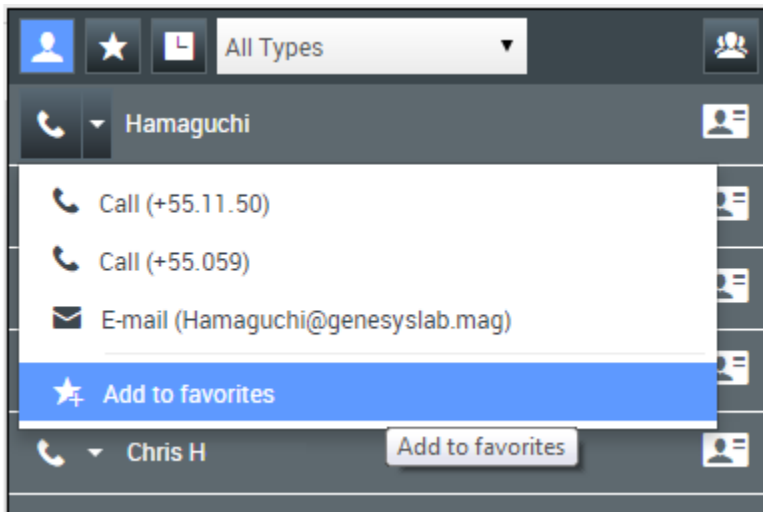 All Types
Hamaguchi
Call (+55.11.50)
Call (+55.059)
E-mail (Hamaguchi@genesyslab.mag)
Add to favorites
Add to favorites
Chris H